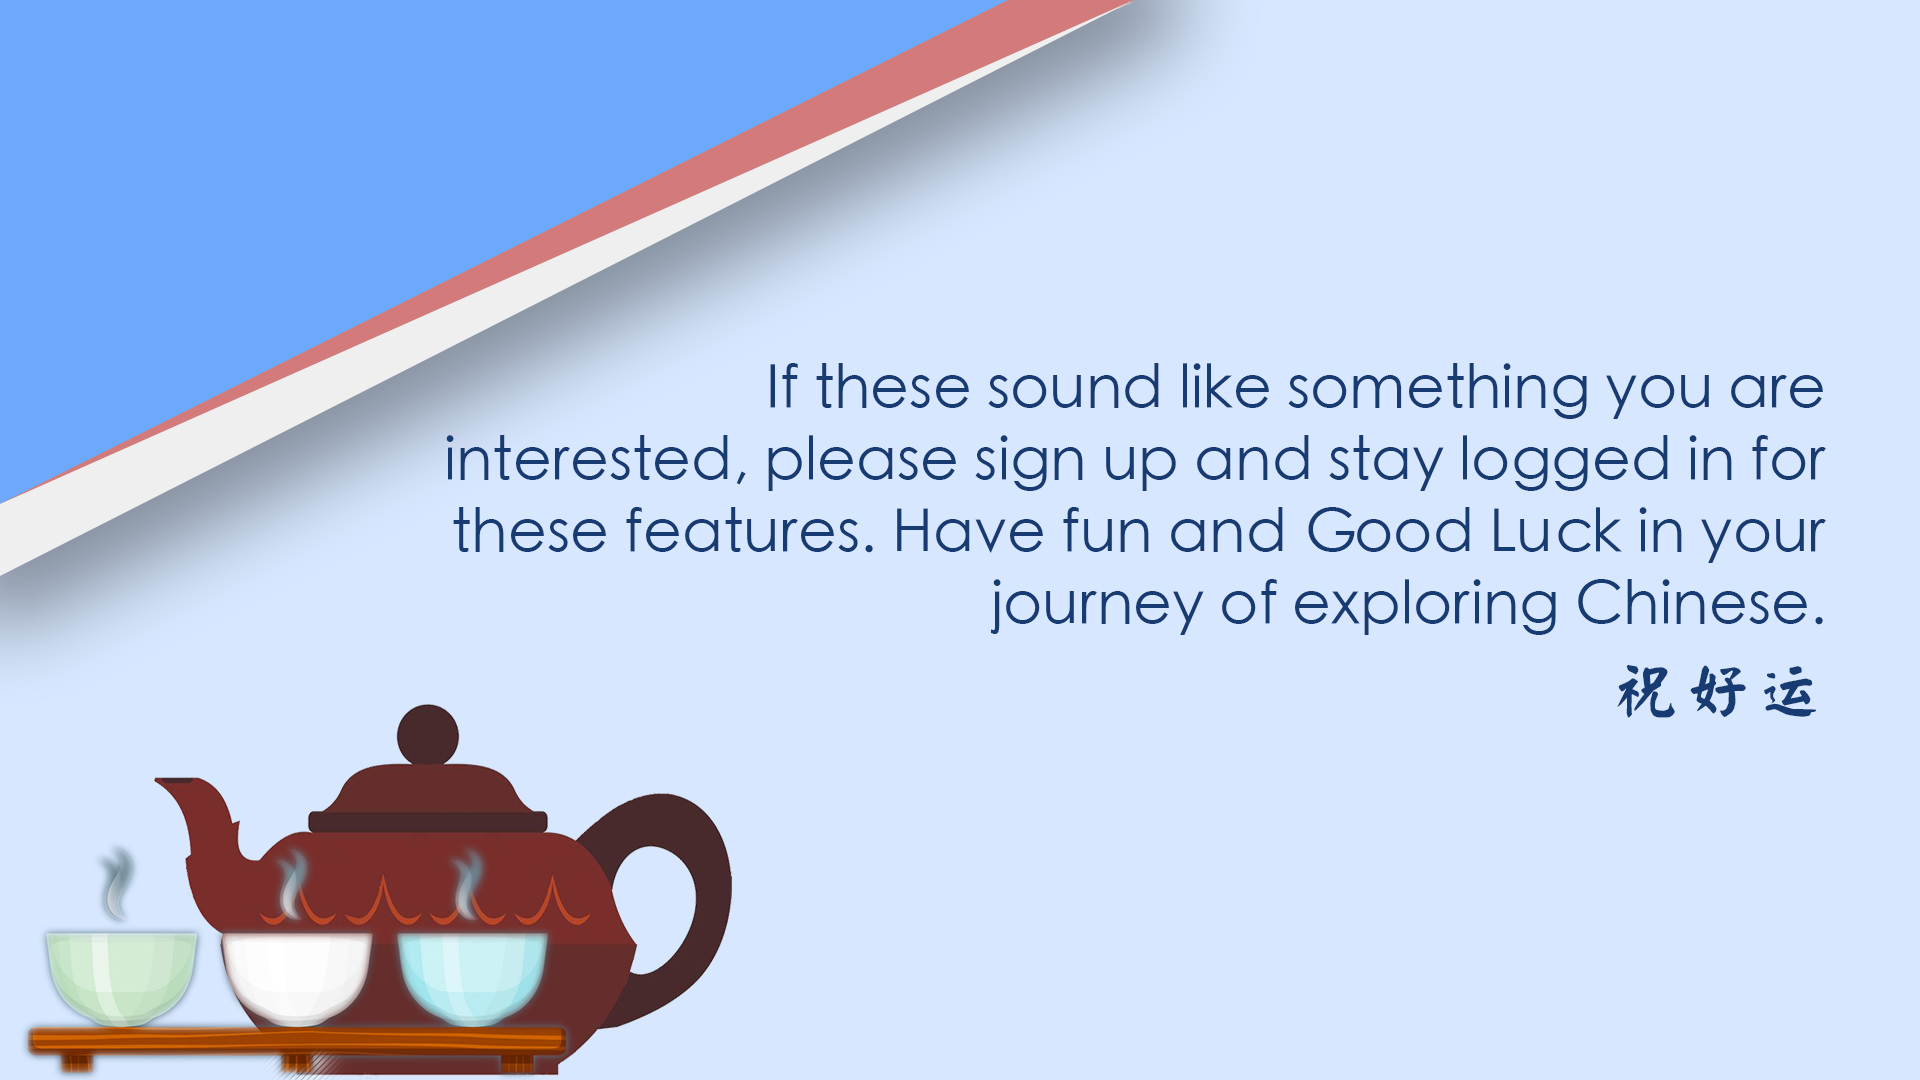 If these sound like something you are
interested, please sign up and stay logged in for
these features. Have fun and Good Luck in your
journey of exploring Chinese.
祝好运